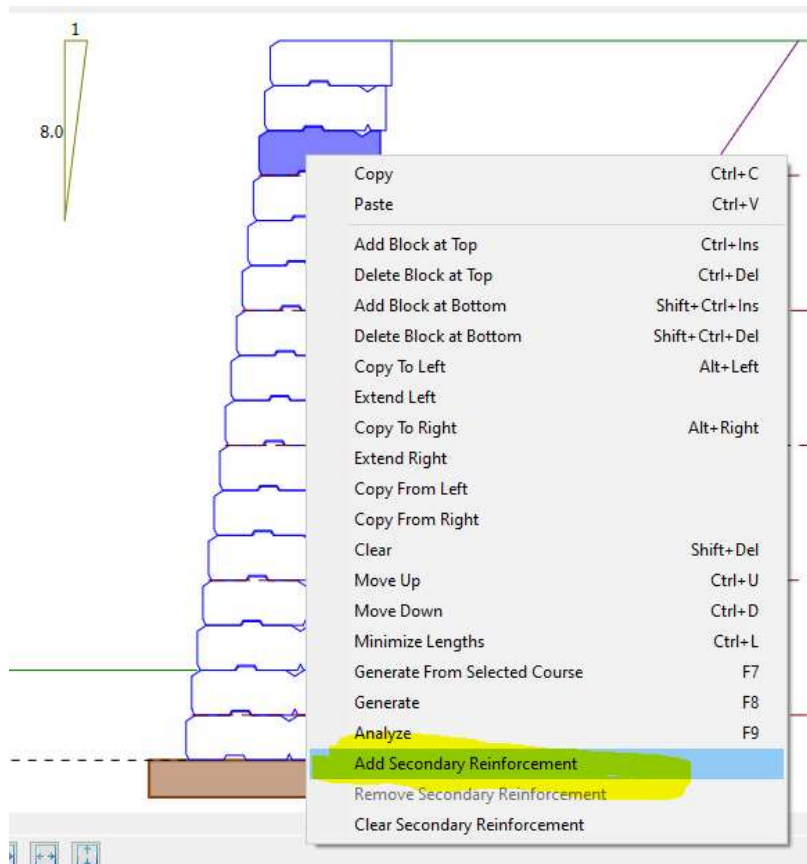 1
8.0
Copy Ctrl+C
Paste Ctrl+V
Add Block at Top Ctrl+Ins
Delete Block at Top Ctrl+Del
Add Block at Bottom Shift+Ctrl+Ins
Delete Block at Bottom Shift+Ctrl+Del
Copy To Left Alt+Left
Extend Left
Copy To Right Alt+Right
Extend Right
Copy From Left
Copy From Right
Clear Shift+Del
Move Up Ctrl+U
Move Down Ctrl+D
Minimize Lengths Ctrl+L
Generate From Selected Course F7
Generate F8
Analyze F9
Add Secondary Reinforcement
Remove Secondary Reinforcement
Clear Secondary Reinforcement